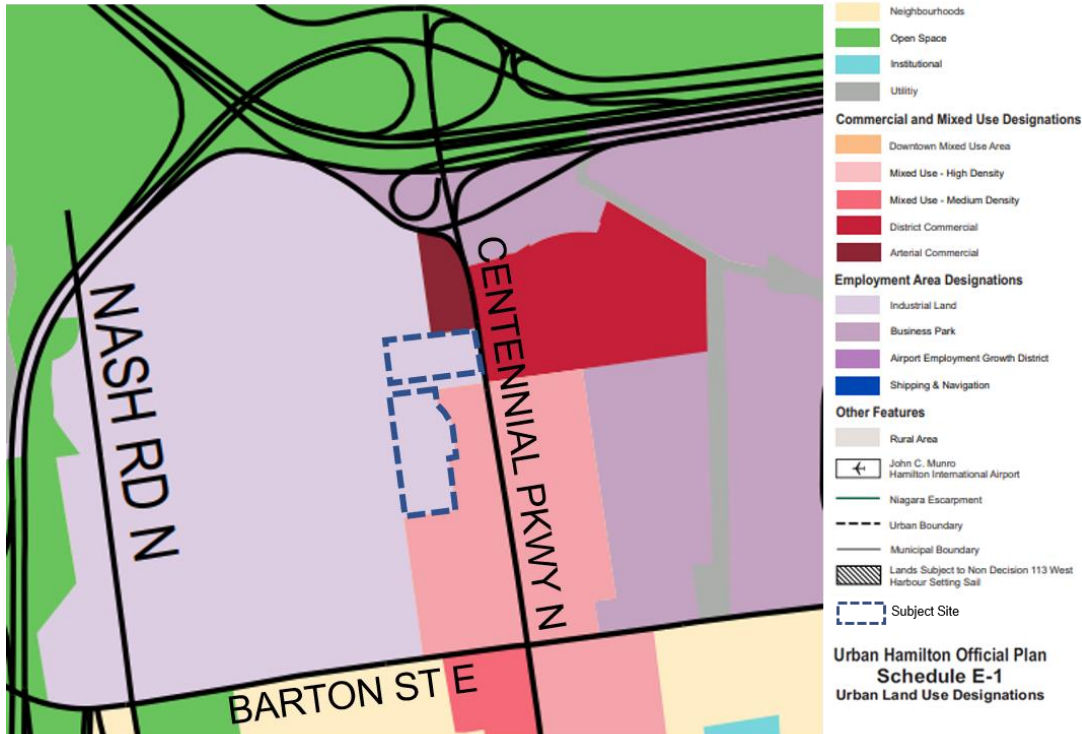 NASH RD N
CENTENNIAL PKWY N
BARTON ST E
Neighbourhoods
Open Space
Institutional
Utilitiy
Commercial and Mixed Use Designations
Downtown Mixed Use Area
Mixed Use - High Density
Mixed Use - Medium Density
District Commercial
Arterial Commercial
Employment Area Designations
Industrial Land
Business Park
Airport Employment Growth District
Shipping & Navigation
Other Features
Rural Area
John C. Munro
Hamilton International Airport
Niagara Escarpment
Urban Boundary
Municipal Boundary
Lands Subject to Non Decision 113 West
Harbour Setting Sail
Subject Site
Urban Hamilton Official Plan
Schedule E-1
Urban Land Use Designations